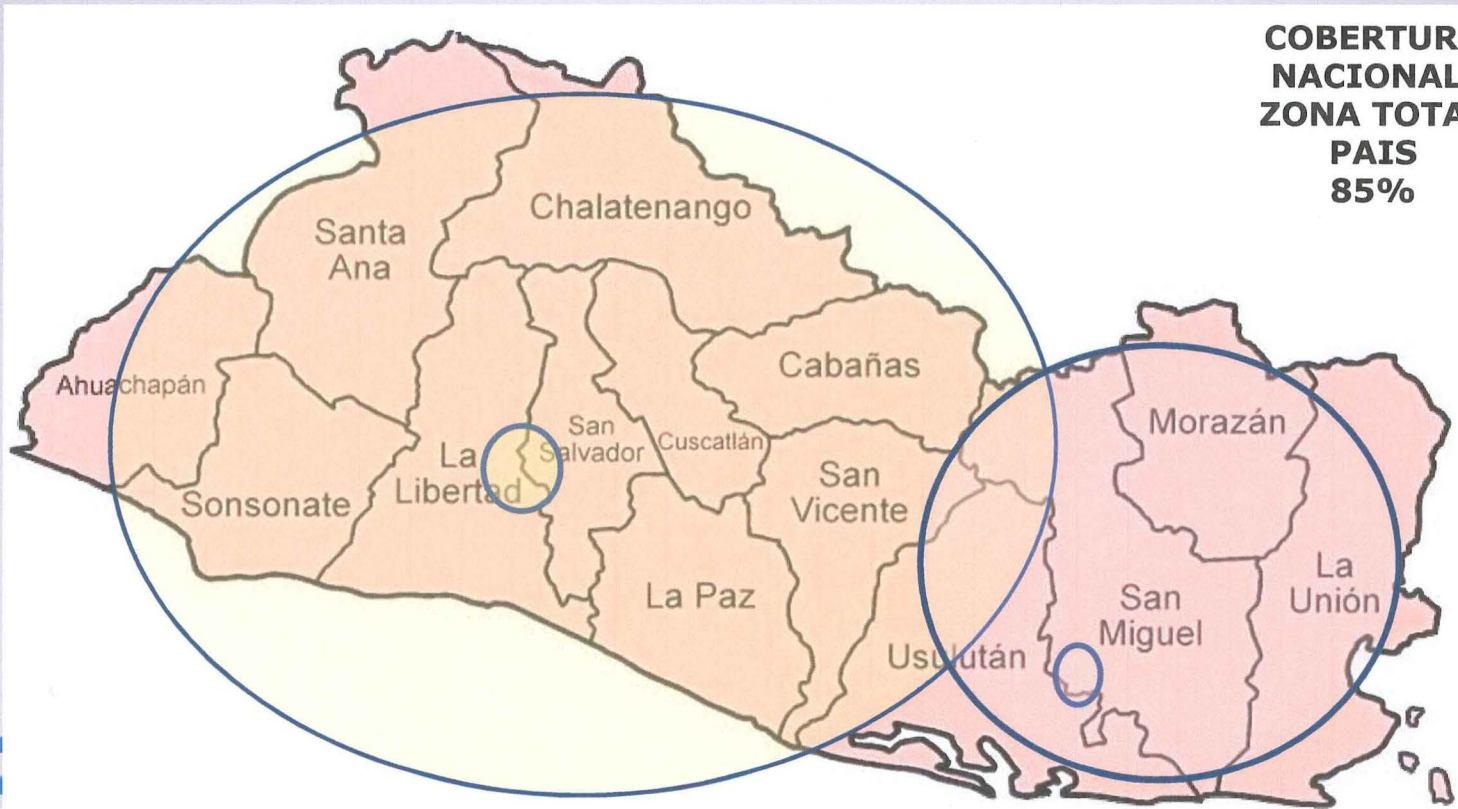 COBERTUR
NACIONAL
ZONA TOTA
PAIS
85%
Chalatenango
Santa
Ana
Cabañas
Ahuachapán
Morazán
San
Salvador
Cuscatlán
La
Libertad
San
Vicente
Sonsonate
La
Unión
La Paz
San
Miguel
Usulután